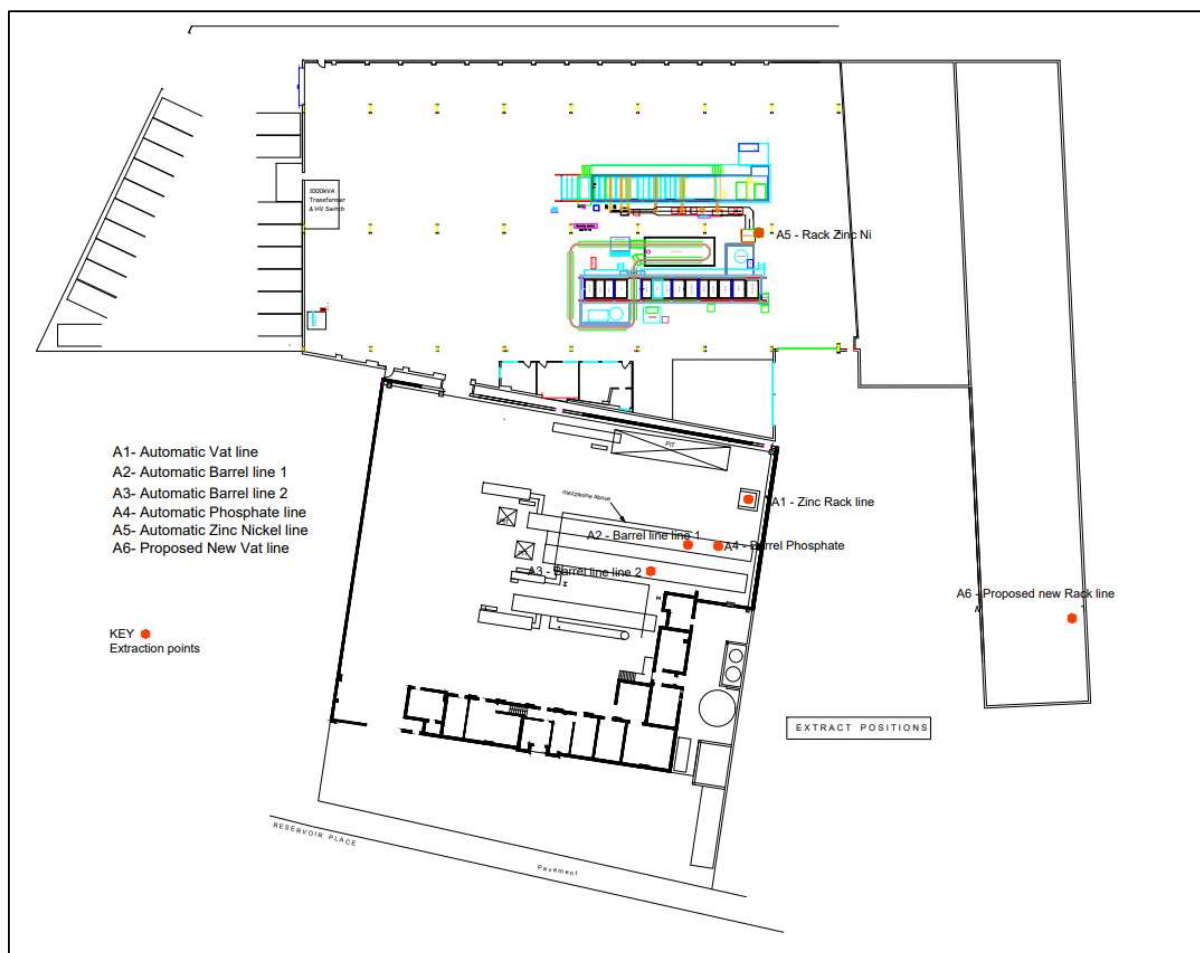 3000kVA
Transformer
& HV Switch
A5 - Rack Zinc Ni
A1- Automatic Vat line
A2- Automatic Barrel line 1
A3- Automatic Barrel line 2
A4- Automatic Phosphate line
A5- Automatic Zinc Nickel line
A6- Proposed New Vat line
PIT
mezzanine above
A1 - Zinc Rack line
A2 - Barrel line line 1
A4 - Barrel Phosphate
A3 - Barrel line line 2
A6 - Proposed new Rack line
KEY
Extraction points
EXTRACT POSITIONS
RESERVOIR PLACE
Pavement